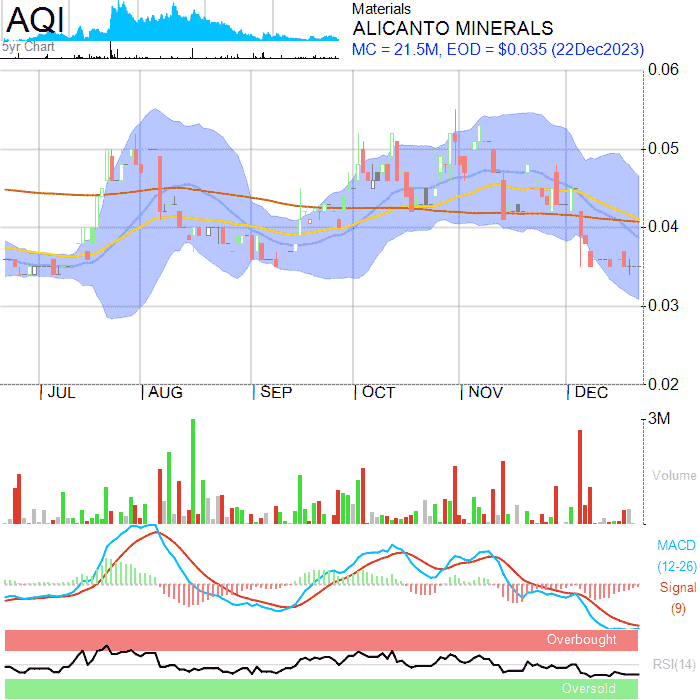 AQI
5yr Chart
Materials
ALICANTO MINERALS
MC = 21.5M, EOD = $0.035 (22Dec2023)
0.06
0.05
0.04
0.03
0.02
JUL AUG SEP OCT NOV DEC
3M
Volume
MACD
(12-26)
Signal
(9)
Overbought
RSI(14)
Oversold